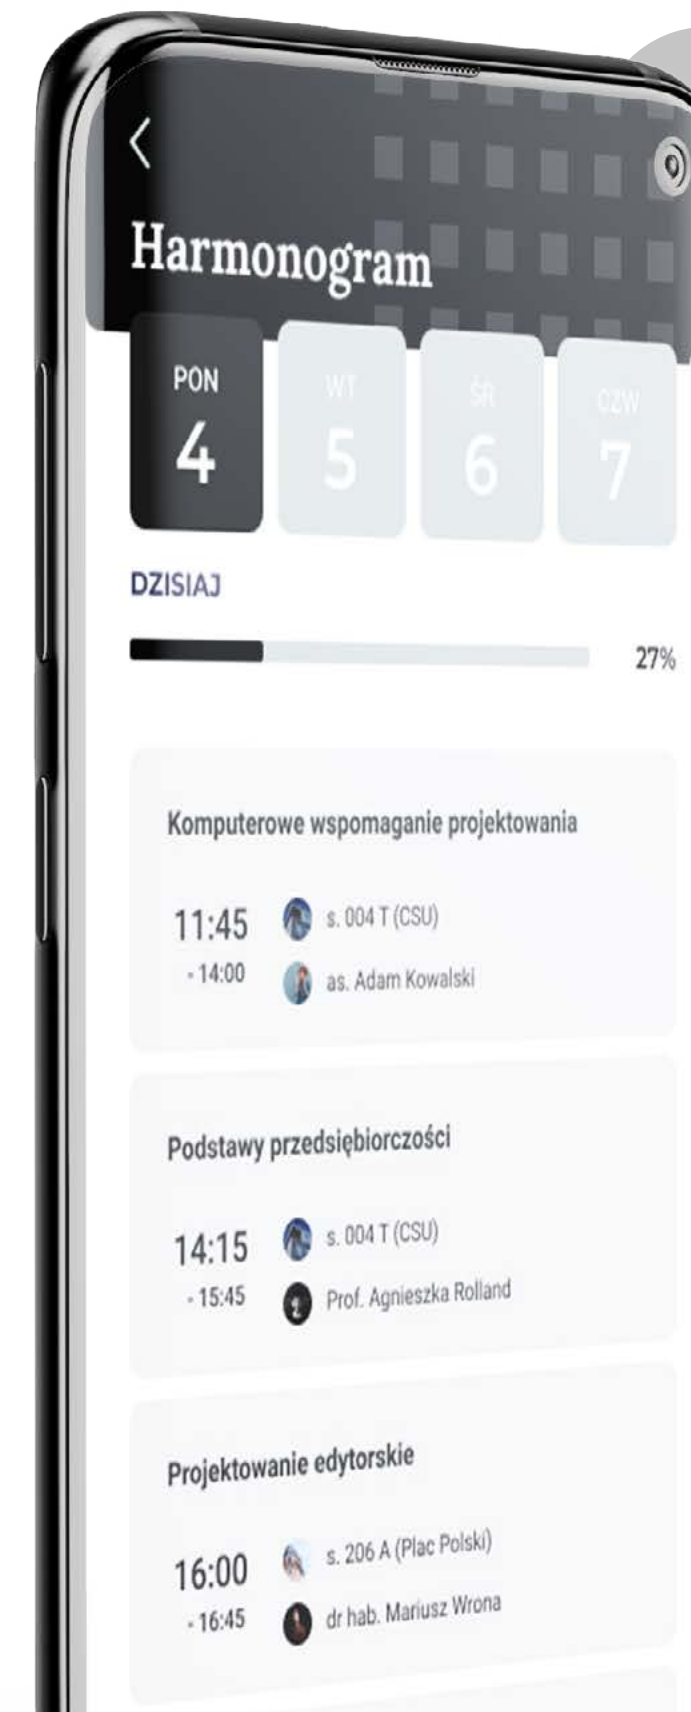 Harmonogram
PON
4
WT
5
ŚR
6
CZW
7
DZISIAJ
27%
Komputerowe wspomaganie projektowania
11:45
- 14:00
s. 004 T (CSU)
as. Adam Kowalski
Podstawy przedsiębiorczości
14:15
- 15:45
s. 004 T (CSU)
Prof. Agnieszka Rolland
Projektowanie edytorskie
16:00
- 16:45
s. 206 A (Plac Polski)
dr hab. Mariusz Wrona